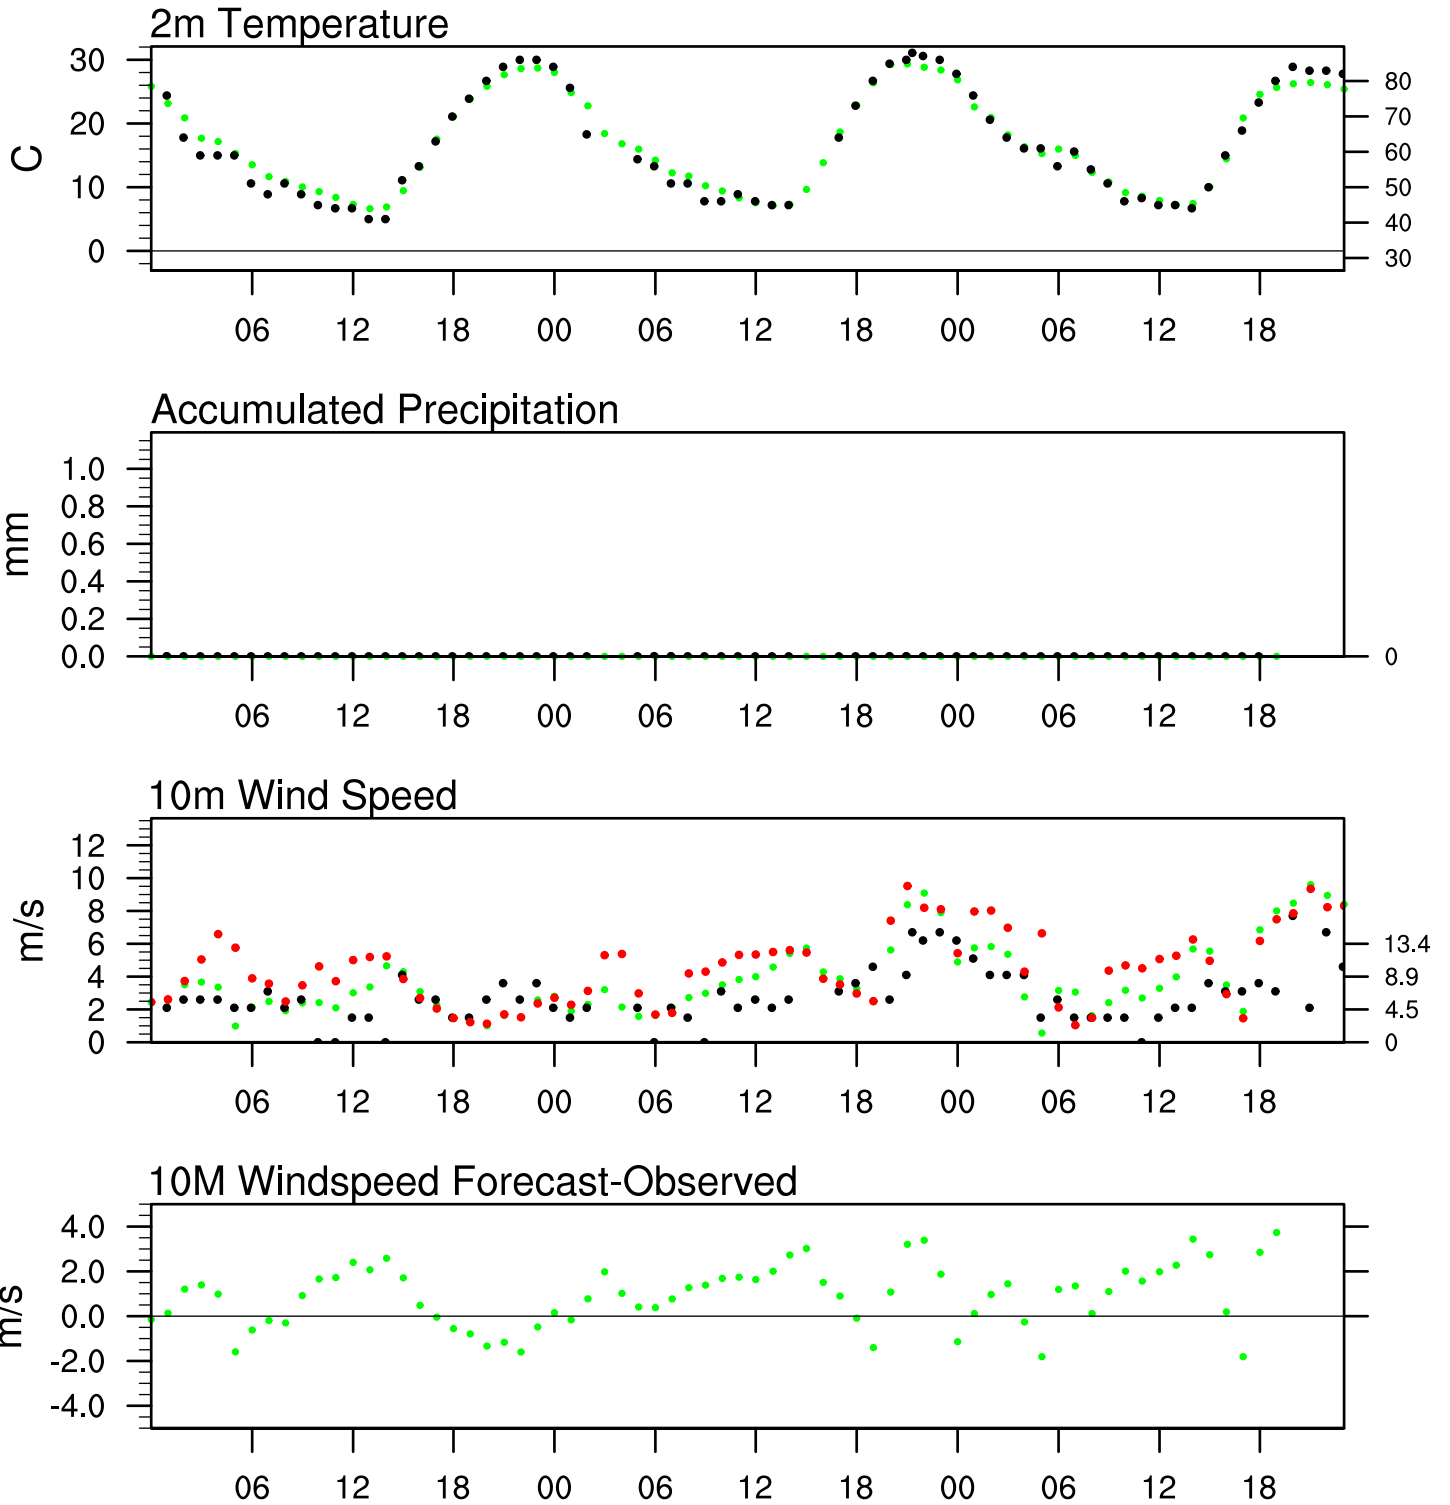 2m Temperature
C
30
20
10
0
80
70
60
50
40
30
06 12 18 00 06 12 18 00 06 12 18
Accumulated Precipitation
mm
1.0
0.8
0.6
0.4
0.2
0.0
0
06 12 18 00 06 12 18 00 06 12 18
10m Wind Speed
m/s
12
10
8
6
4
2
0
13.4
8.9
4.5
0
06 12 18 00 06 12 18 00 06 12 18
10M Windspeed Forecast-Observed
m/s
4.0
2.0
0.0
-2.0
-4.0
06 12 18 00 06 12 18 00 06 12 18